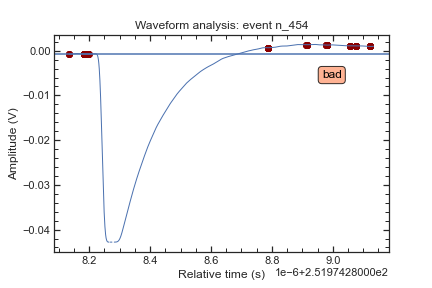 Waveform analysis: event n_454
0.00
−0.01
−0.02
−0.03
−0.04
Amplitude (V)
bad
8.2 8.4 8.6 8.8 9.0
Relative time (s) 1e−6+2.5197428000e2